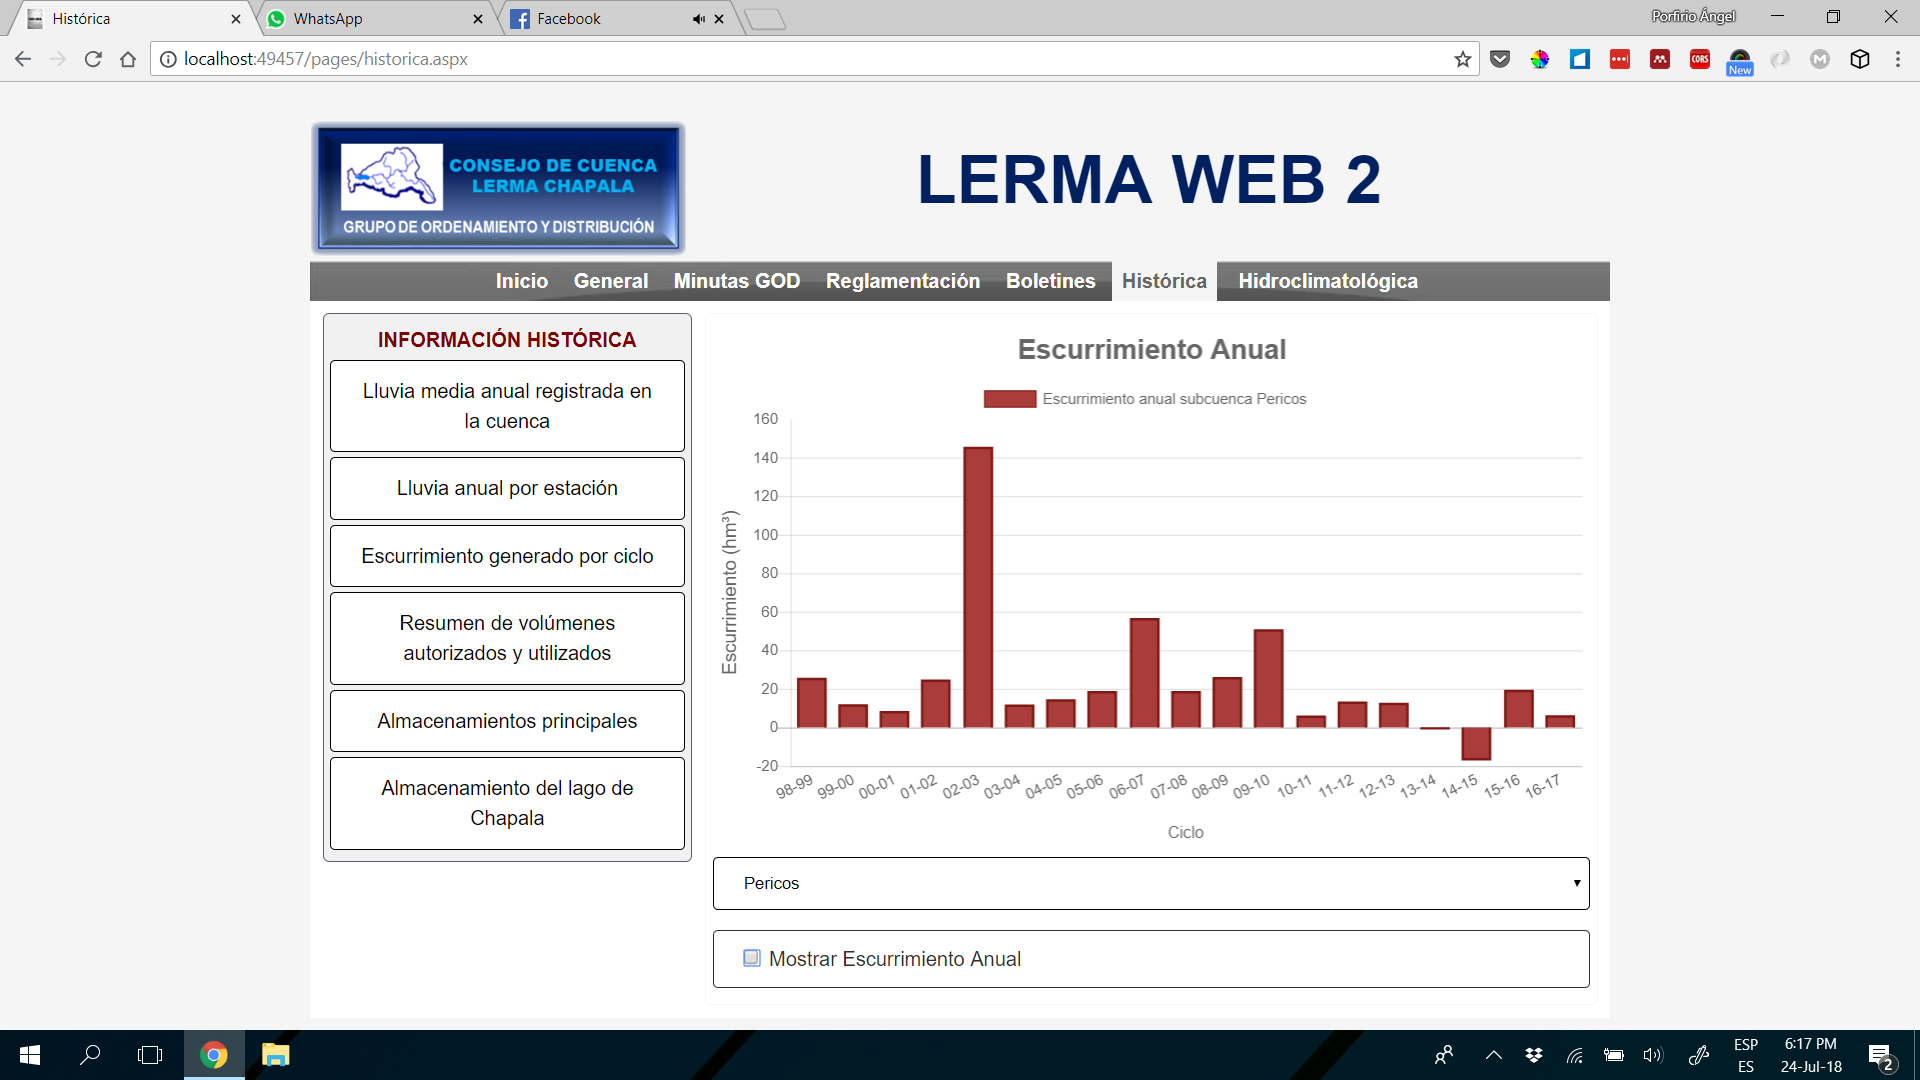 Histórica
WhatsApp
Facebook
Porfirio Ángel
localhost:49457/pages/historica.aspx
CORS
New
M
CONSEJO DE CUENCA
LERMA CHAPALA
GRUPO DE ORDENAMIENTO Y DISTRIBUCIÓN
LERMA WEB 2
Inicio General Minutas GOD Reglamentación Boletines Histórica Hidroclimatológica
INFORMACIÓN HISTÓRICA
Lluvia media anual registrada en
la cuenca
Lluvia anual por estación
Escurrimiento generado por ciclo
Resumen de volúmenes
autorizados y utilizados
Almacenamientos principales
Almacenamiento del lago de
Chapala
Escurrimiento Anual
Escurrimiento anual subcuenca Pericos
Escurrimiento (hm³)
160
140
120
100
80
60
40
20
0
-20
98-99 99-00 00-01 01-02 02-03 03-04 04-05 05-06 06-07 07-08 08-09 09-10 10-11 11-12 12-13 13-14 14-15 15-16 16-17
Ciclo
Pericos
Mostrar Escurrimiento Anual
ESP
ES
6:17 PM
24-Jul-18
2